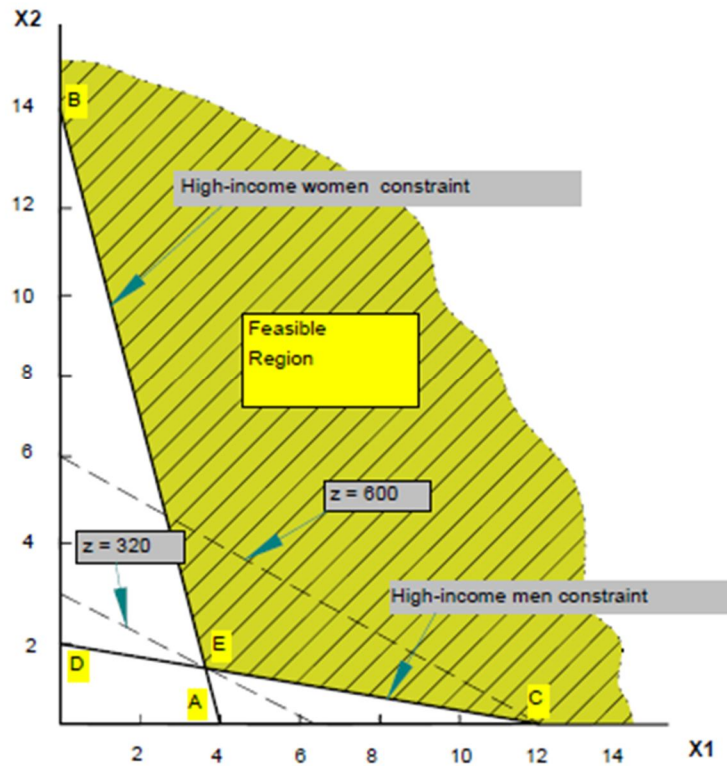 X2
14
B
High-income women constraint
12
10
Feasible
Region
8
6
z = 600
4
z = 320
High-income men constraint
2
E
D
A
C
2
4
6
8
10
12
14
X1